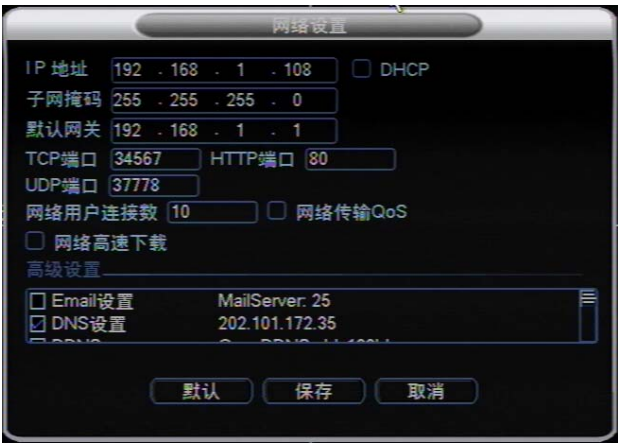 网络设置
IP 地址 192 . 168 . 1 . 108 DHCP
子网掩码 255 . 255 . 255 . 0
默认网关 192 . 168 . 1 . 1
TCP端口 34567 HTTP端口 80
UDP端口 37778
网络用户连接数 10 网络传输QoS
网络高速下载
高级设置
Email设置 MailServer: 25
DNS设置 202.101.172.35
默认 保存 取消